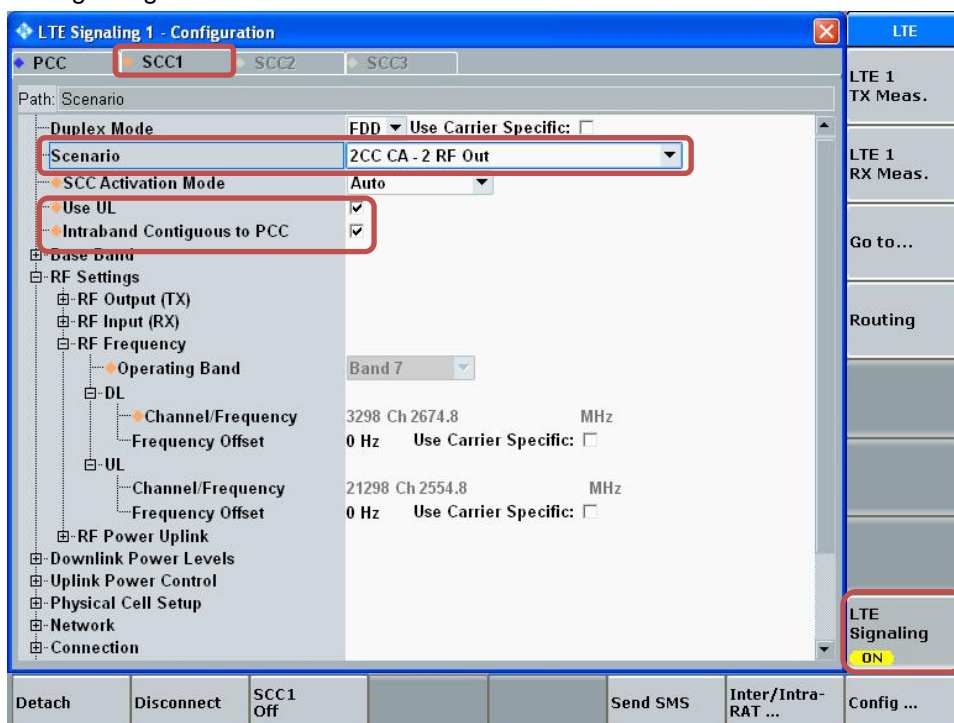 LTE Signaling 1 - Configuration
LTE
PCC SCC1 SCC2 SCC3
Path: Scenario
Duplex Mode FDD Use Carrier Specific:
Scenario 2CC CA - 2 RF Out
SCC Activation Mode Auto
Use UL
Intraband Contiguous to PCC
Base Band
RF Settings
RF Output (TX)
RF Input (RX)
RF Frequency
Operating Band Band 7
DL
Channel/Frequency 3298 Ch 2674.8 MHz
Frequency Offset 0 Hz Use Carrier Specific:
UL
Channel/Frequency 21298 Ch 2554.8 MHz
Frequency Offset 0 Hz Use Carrier Specific:
RF Power Uplink
Downlink Power Levels
Uplink Power Control
Physical Cell Setup
Network
Connection
LTE 1
TX Meas.
LTE 1
RX Meas.
Go to...
Routing
LTE
Signaling
ON
Detach
Disconnect
SCC1
Off
Send SMS
Inter/Intra-
RAT ...
Config ...